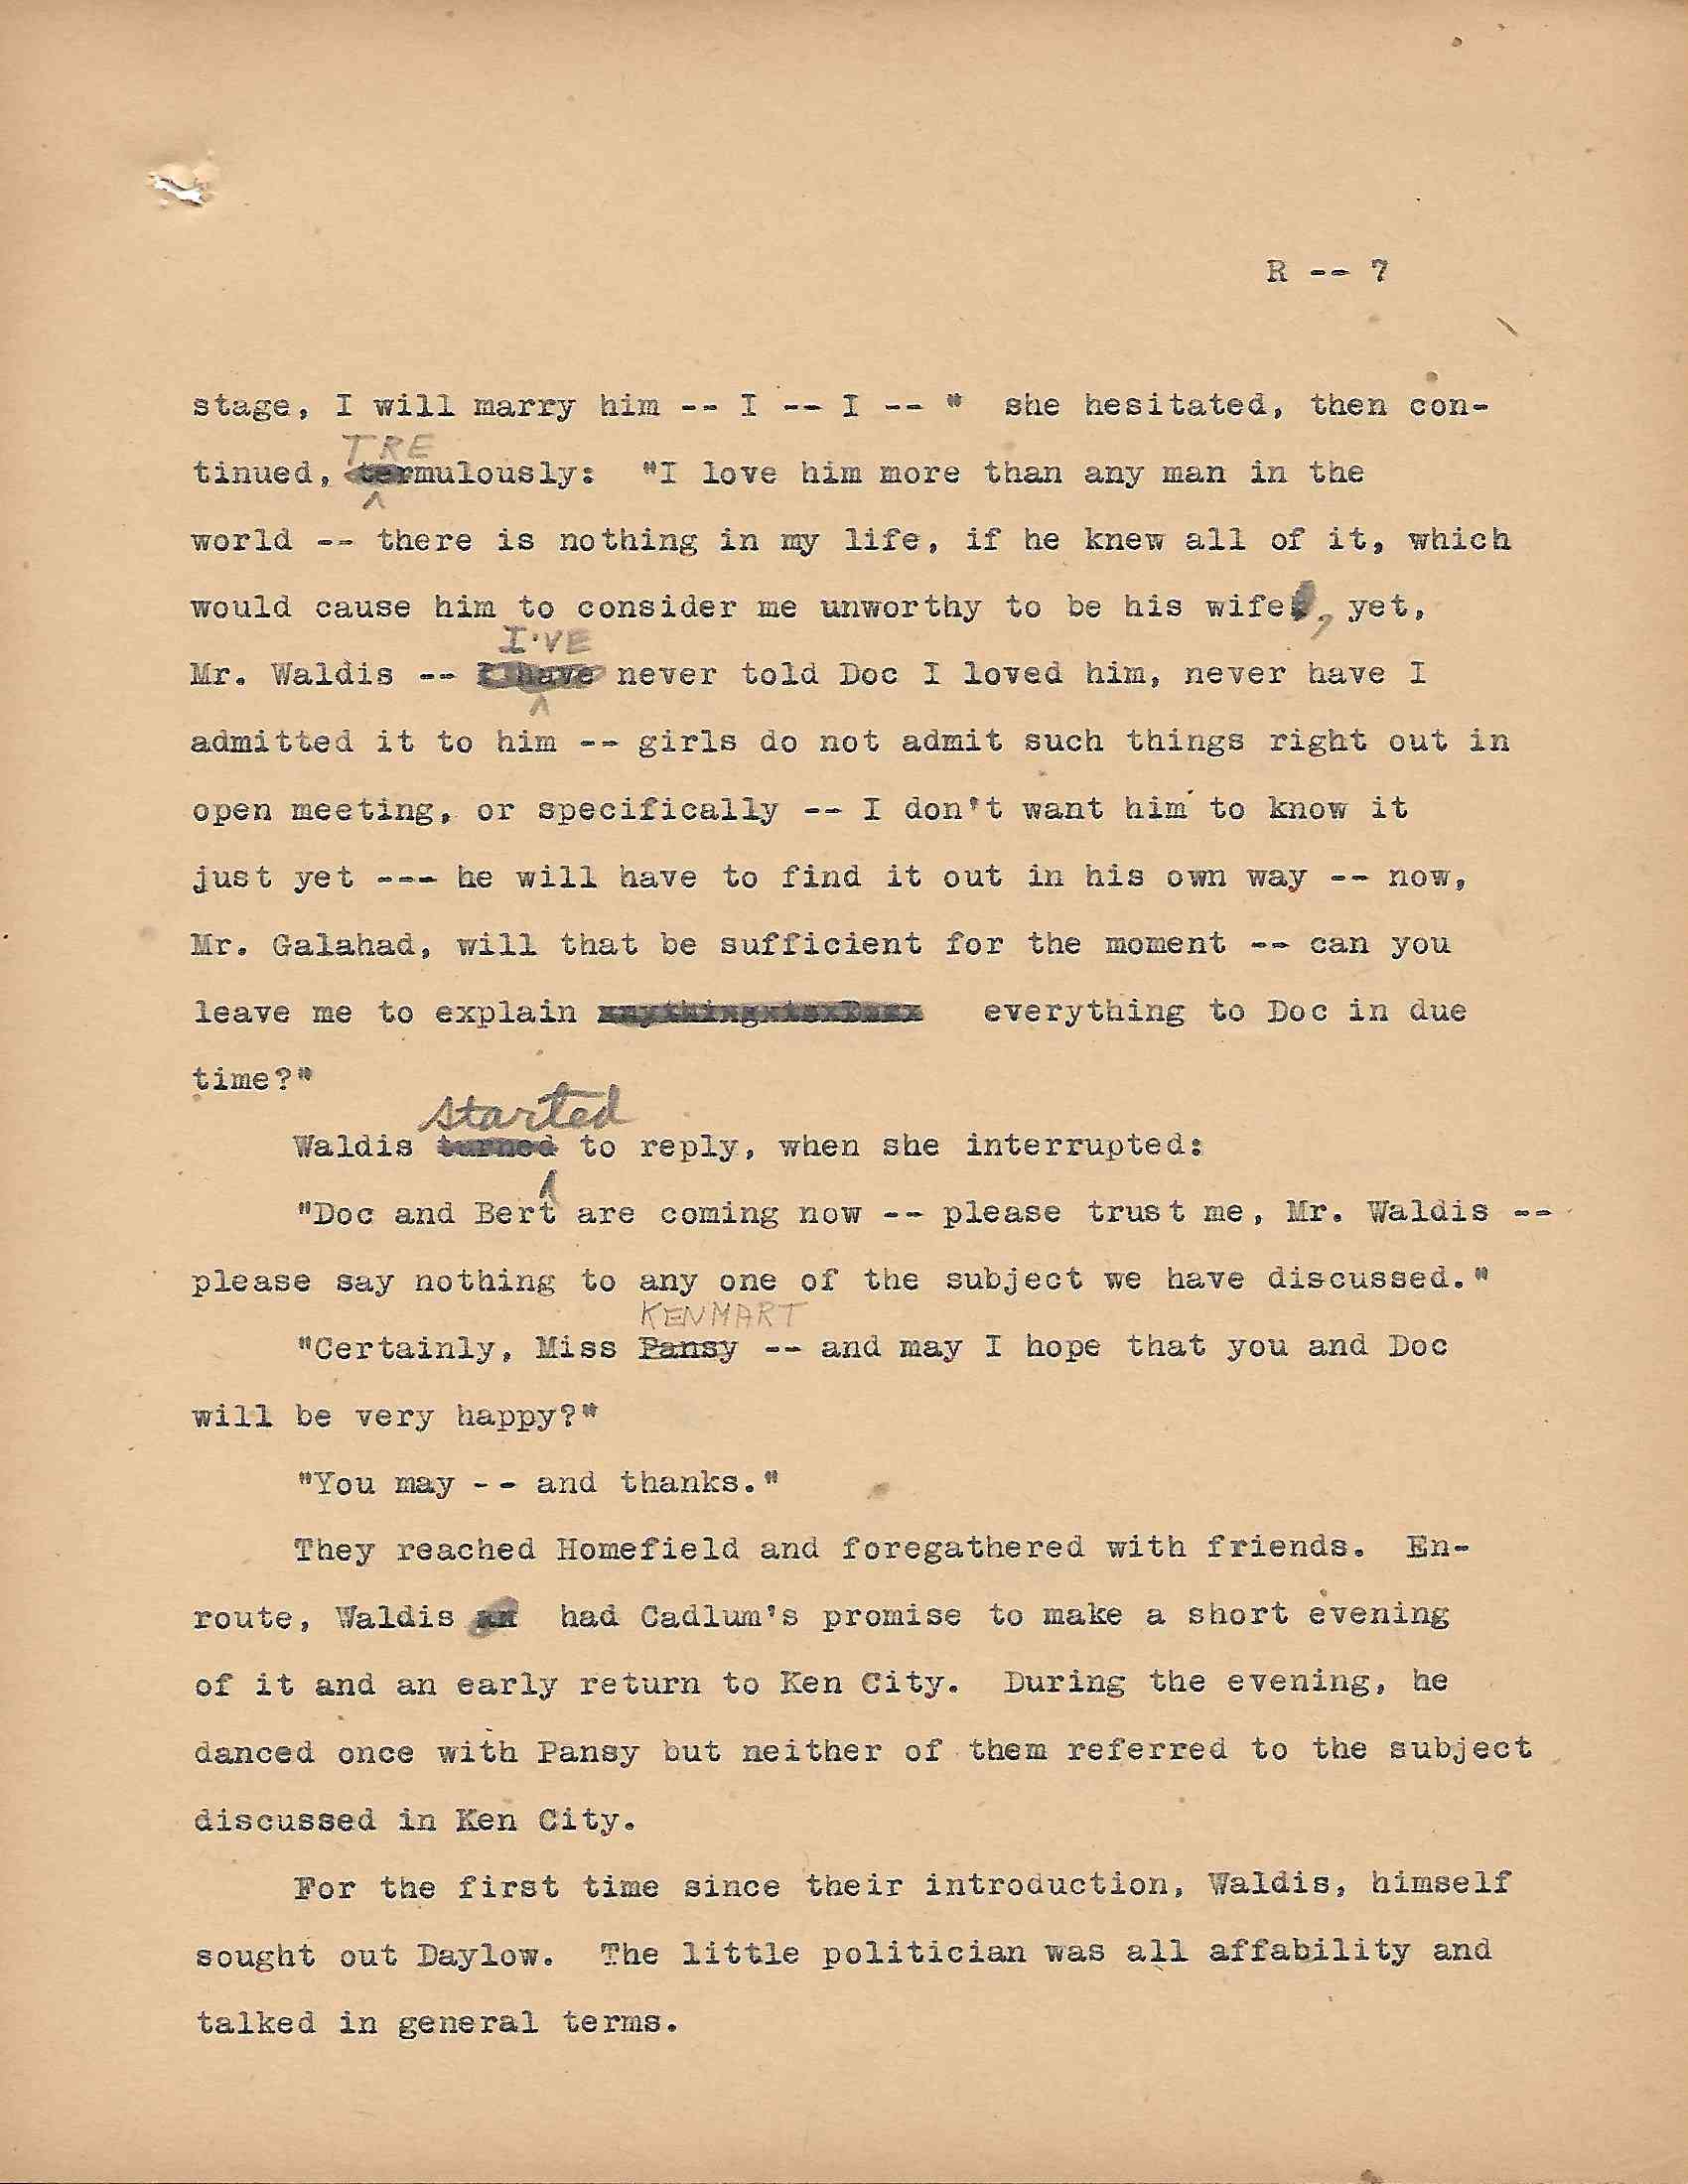 R -- 7
stage, I will marry him -- I -- I -- " she hesitated, then con-
TRE
tinued, termulously: "I love him more than any man in the
world -- there is nothing in my life, if he knew all of it, which
would cause him to consider me unworthy to be his wife, yet,
I'VE
Mr. Waldis -- I have never told Doc I loved him, never have I
admitted it to him -- girls do not admit such things right out in
open meeting, or specifically -- I don't want him to know it
just yet --- he will have to find it out in his own way -- now,
Mr. Galahad, will that be sufficient for the moment -- can you
leave me to explain everything to Doc in due
time?"
started
Waldis turned to reply, when she interrupted:
"Doc and Bert are coming now -- please trust me, Mr. Waldis --
please say nothing to any one of the subject we have discussed."
KENMART
"Certainly, Miss Pansy -- and may I hope that you and Doc
will be very happy?"
"You may -- and thanks."
They reached Homefield and foregathered with friends. En-
route, Waldis had Cadlum's promise to make a short evening
of it and an early return to Ken City. During the evening, he
danced once with Pansy but neither of them referred to the subject
discussed in Ken City.
For the first time since their introduction, Waldis, himself
sought out Daylow. The little politician was all affability and
talked in general terms.